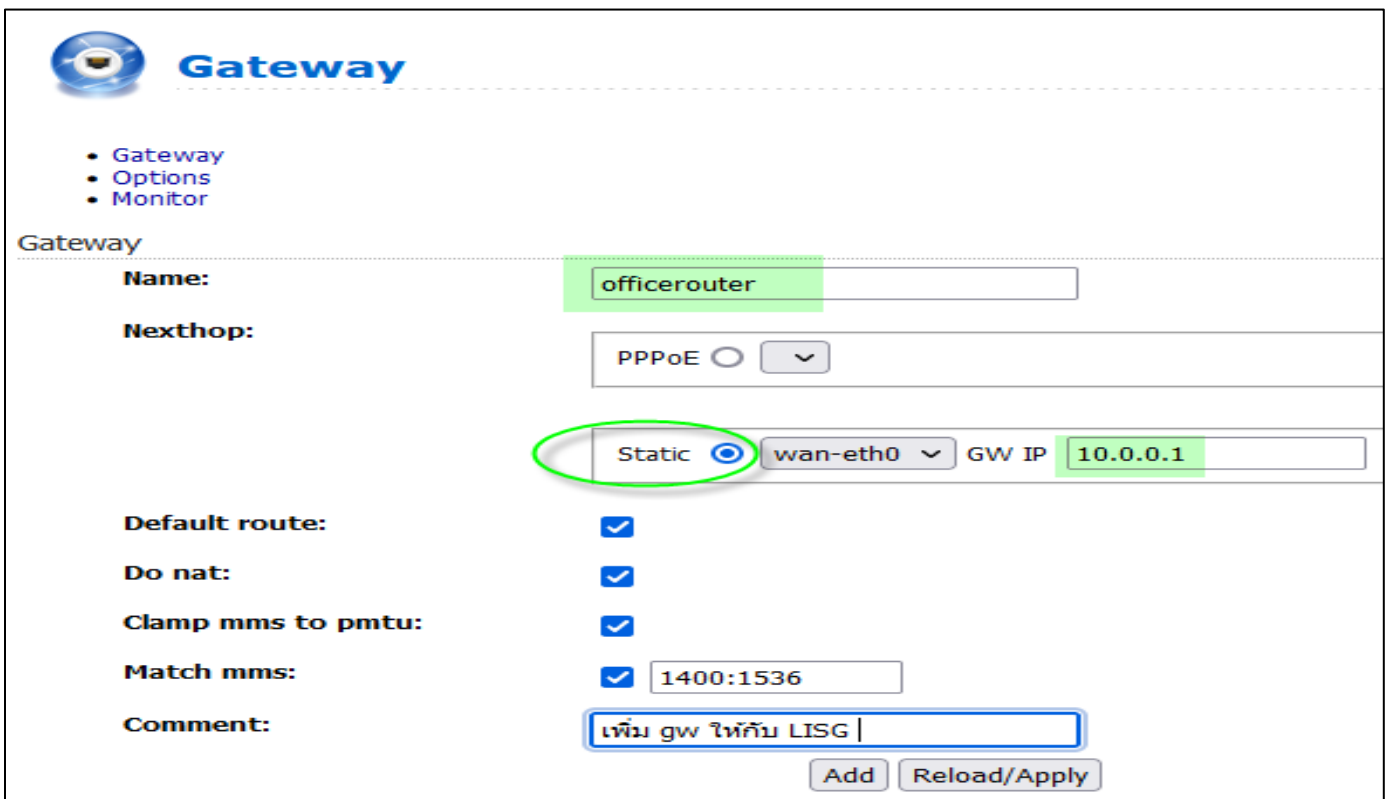 Gateway
Gateway
Options
Monitor
Gateway
Name: officerouter
Nexthop:
PPPoE
Static wan-eth0 GW IP 10.0.0.1
Default route:
Do nat:
Clamp mms to pmtu:
Match mms: 1400:1536
Comment: เพิ่ม gw ให้กับ LISG
Add Reload/Apply